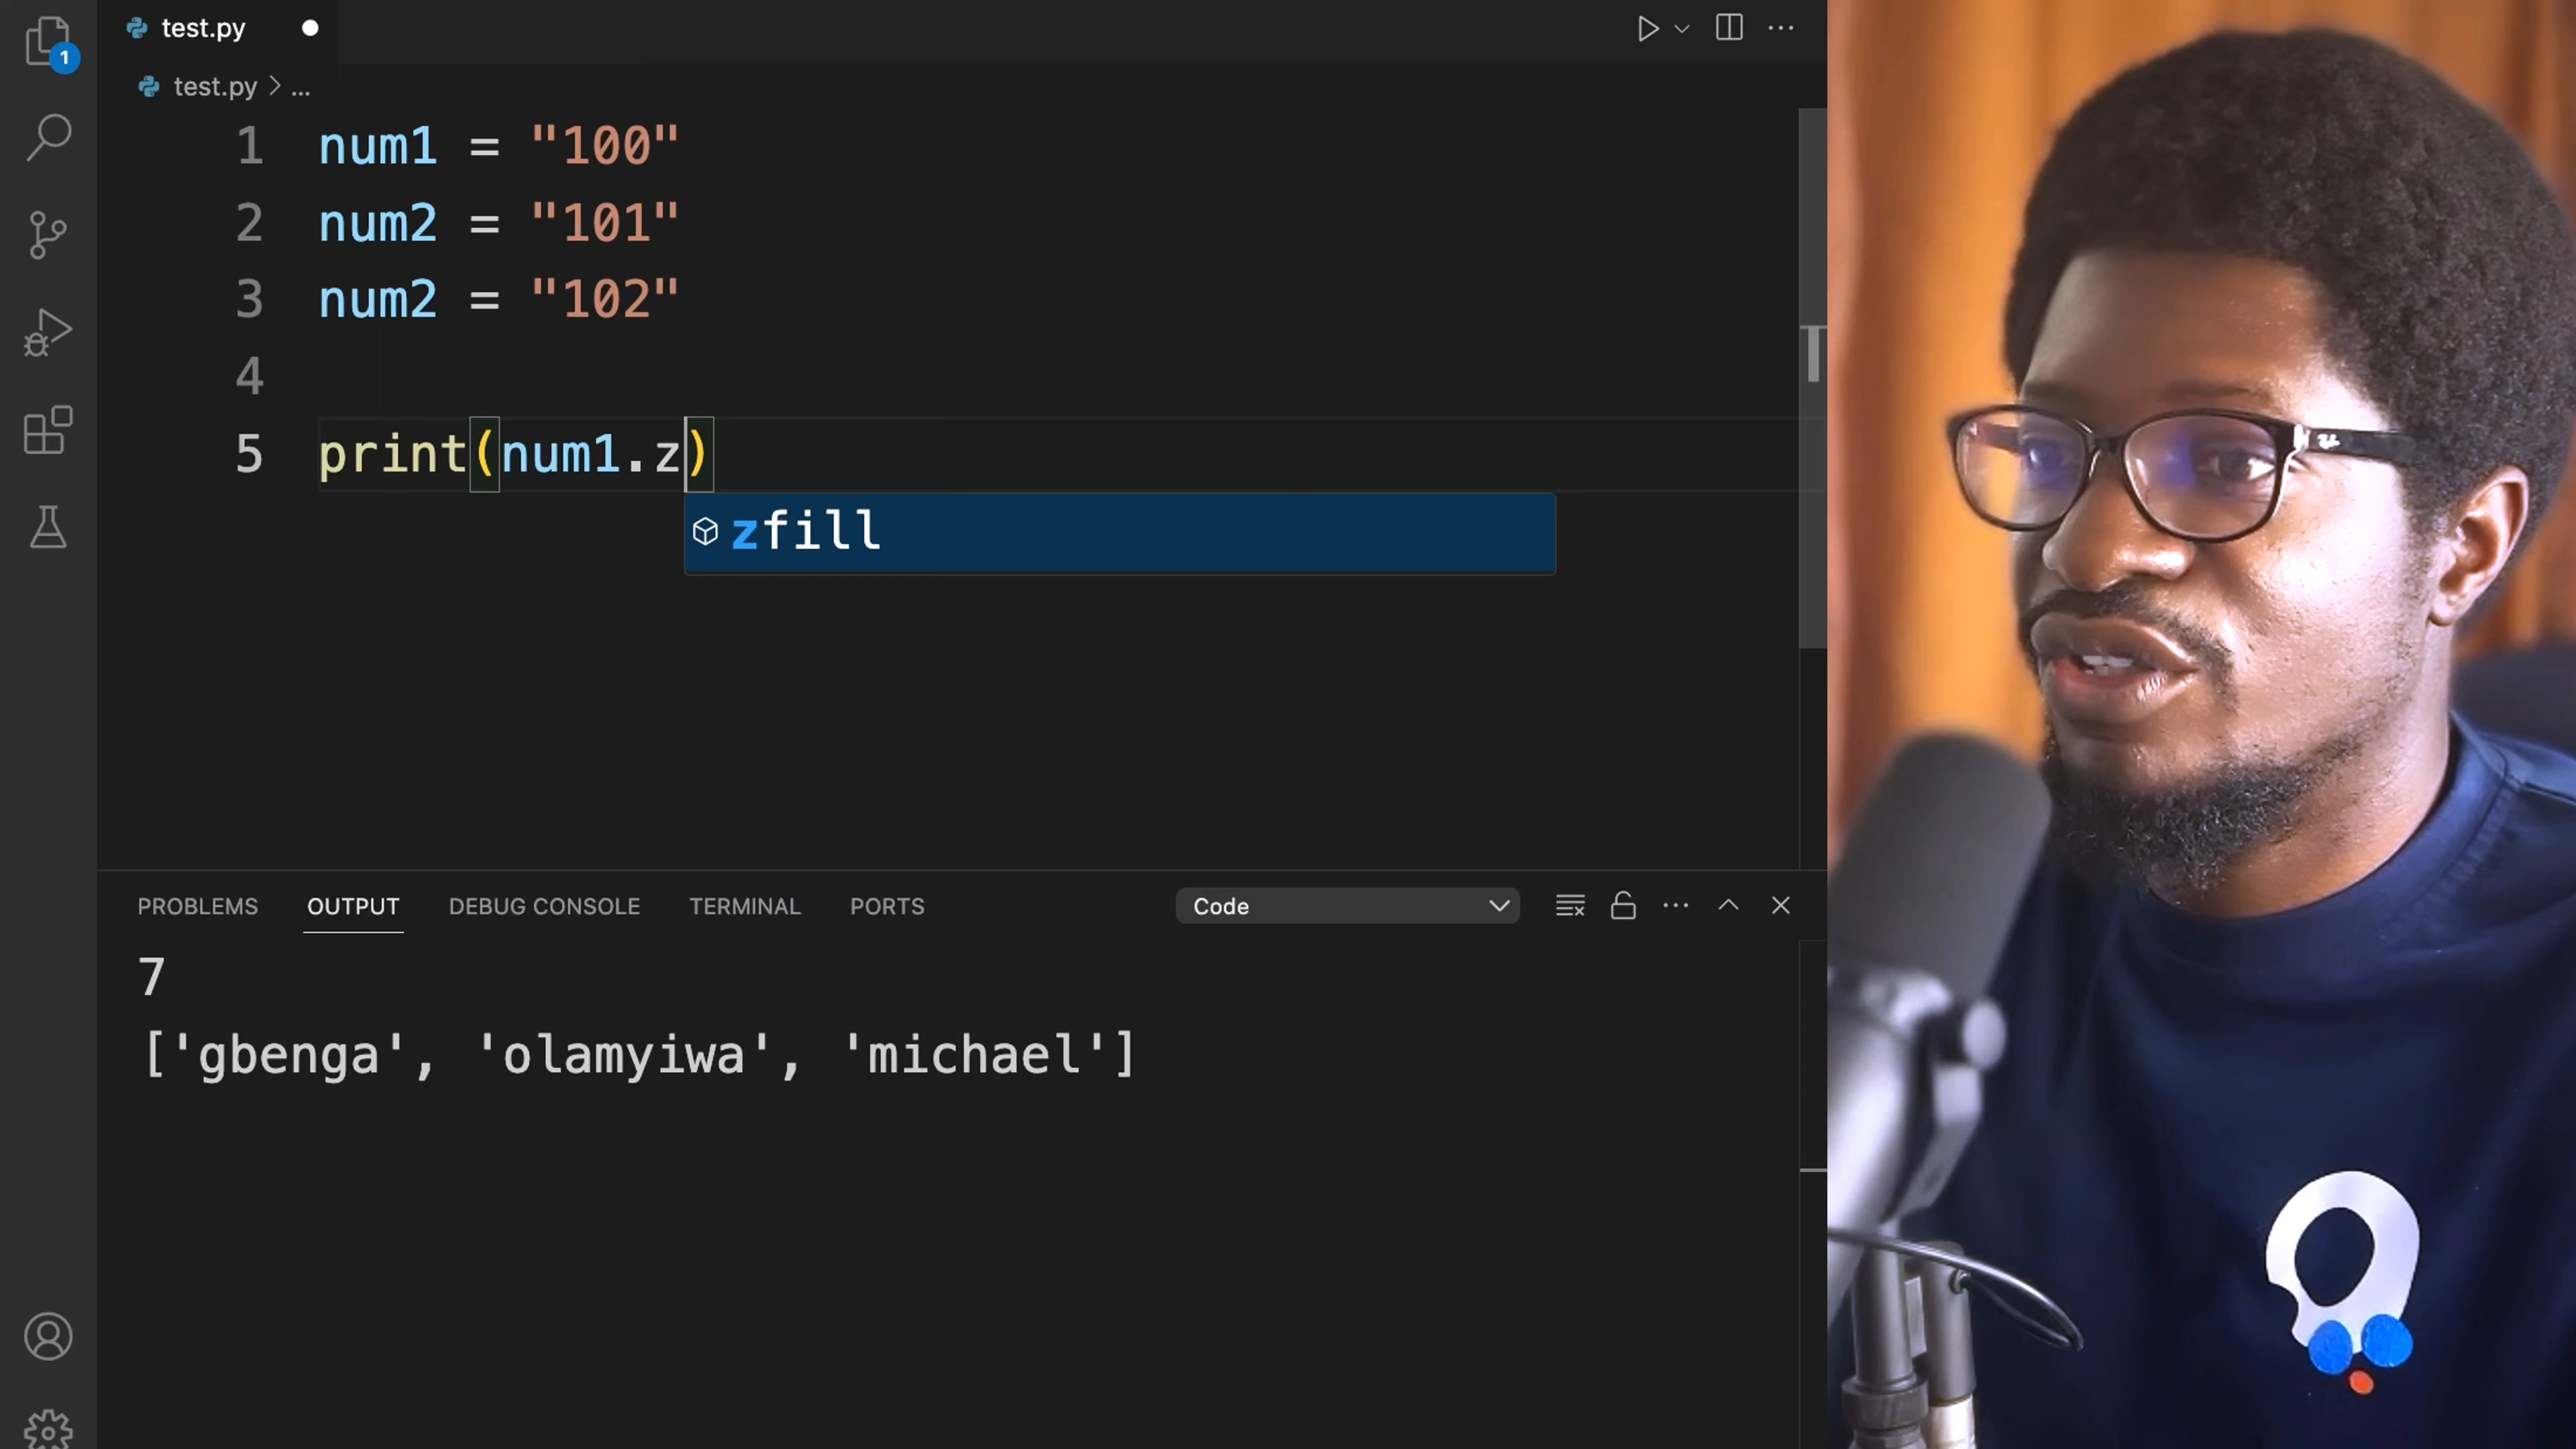 1
test.py
test.py > ...
1 num1 = "100"
2 num2 = "101"
3 num2 = "102"
4
5 print(num1.z)
zfill
PROBLEMS OUTPUT DEBUG CONSOLE TERMINAL PORTS Code
7
['gbenga', 'olamyiwa', 'michael']